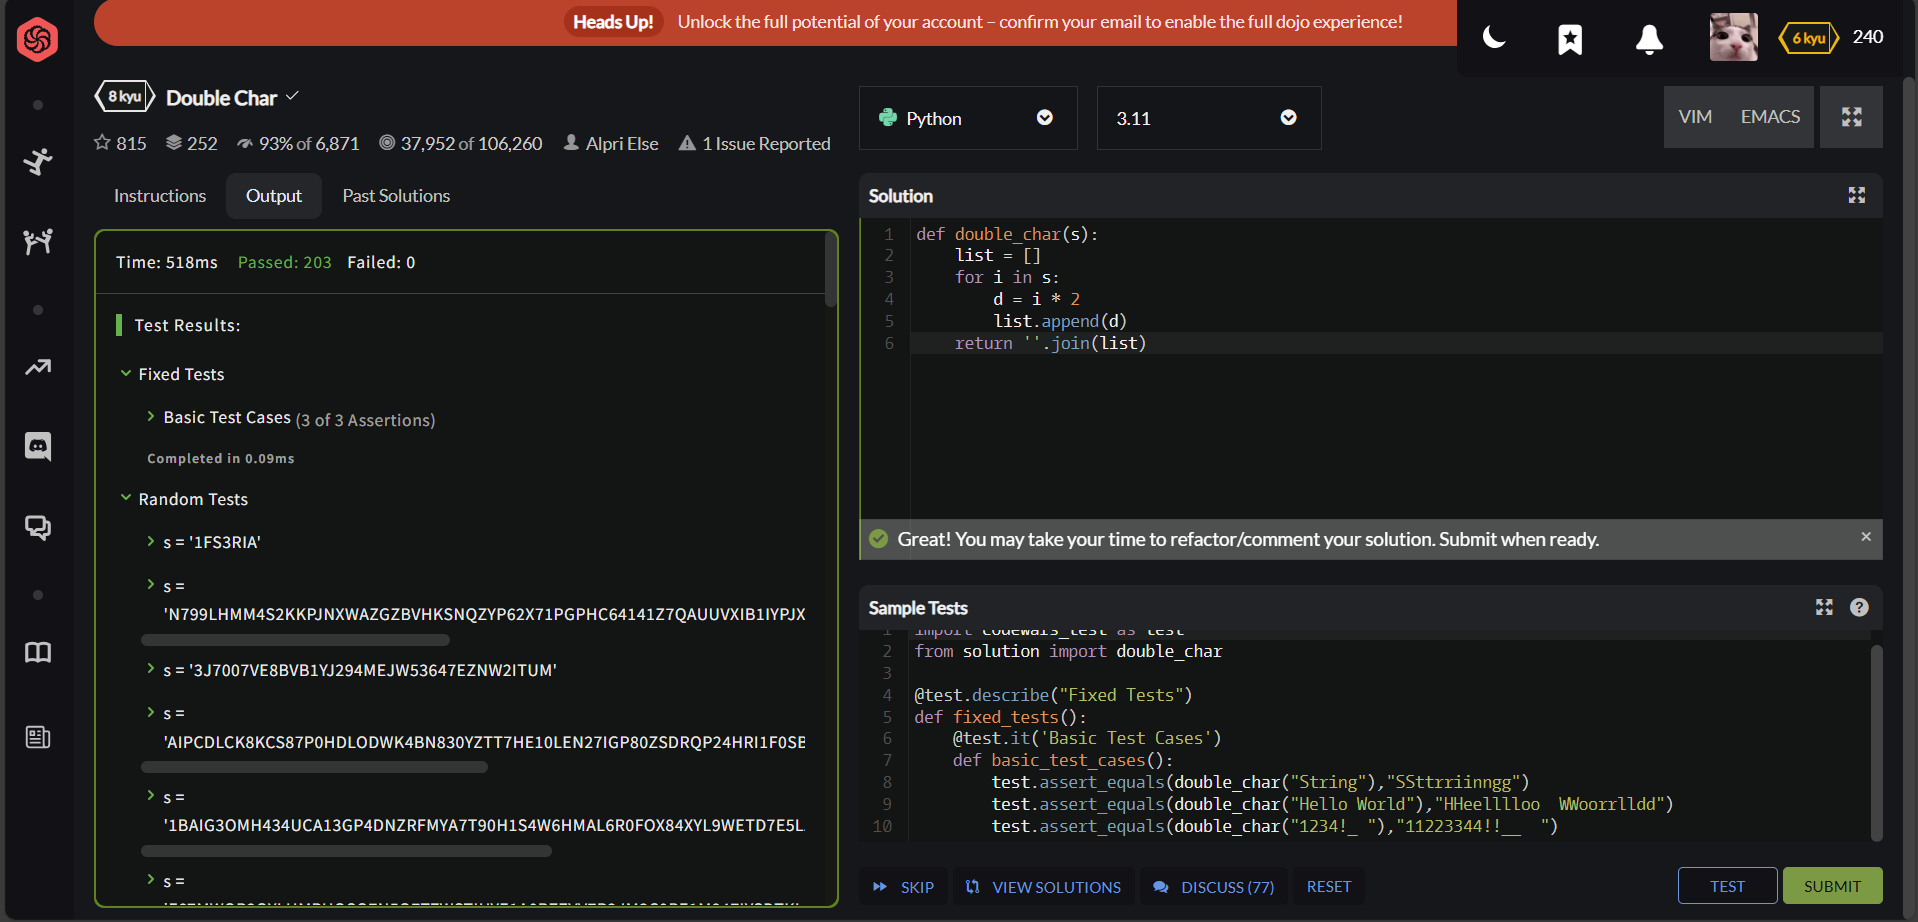 Heads Up! Unlock the full potential of your account – confirm your email to enable the full dojo experience!
6 kyu 240
8 kyu Double Char
815 252 93% of 6,871 37,952 of 106,260 Alpri Else 1 Issue Reported
Instructions Output Past Solutions
Time: 518ms Passed: 203 Failed: 0
Test Results:
Fixed Tests
Basic Test Cases (3 of 3 Assertions)
Completed in 0.09ms
Random Tests
s = '1FS3RIA'
s =
'N799LHMM4S2KKPJNXWAZGZBVHKSNQZYP62X71PGPHC64141Z7QAUUVXIB1IYPJX
s = '3J7007VE8BVB1YJ294MEJW53647EZNW2ITUM'
s =
'AIPCDLCK8KCS87P0HDLODWK4BN830YZTT7HE10LEN27IGP80ZSDRQP24HRI1F0SE
s =
'1BAIG3OMH434UCA13GP4DNZRFMYA7T90H1S4W6HMAL6R0FOX84XYL9WETD7E5L
s =
Python
3.11
VIM EMACS
Solution
1 def double_char(s):
2     list = []
3     for i in s:
4         d = i * 2
5         list.append(d)
6     return ''.join(list)
Great! You may take your time to refactor/comment your solution. Submit when ready. ×
Sample Tests
1 import codewars_test as test
2 from solution import double_char
3
4 @test.describe("Fixed Tests")
5 def fixed_tests():
6     @test.it('Basic Test Cases')
7     def basic_test_cases():
8         test.assert_equals(double_char("String"),"SSttrriinngg")
9         test.assert_equals(double_char("Hello World"),"HHeelllloo  WWoorrlldd")
10         test.assert_equals(double_char("1234!_ "),"11223344!!__  ")
SKIP VIEW SOLUTIONS DISCUSS (77) RESET TEST SUBMIT